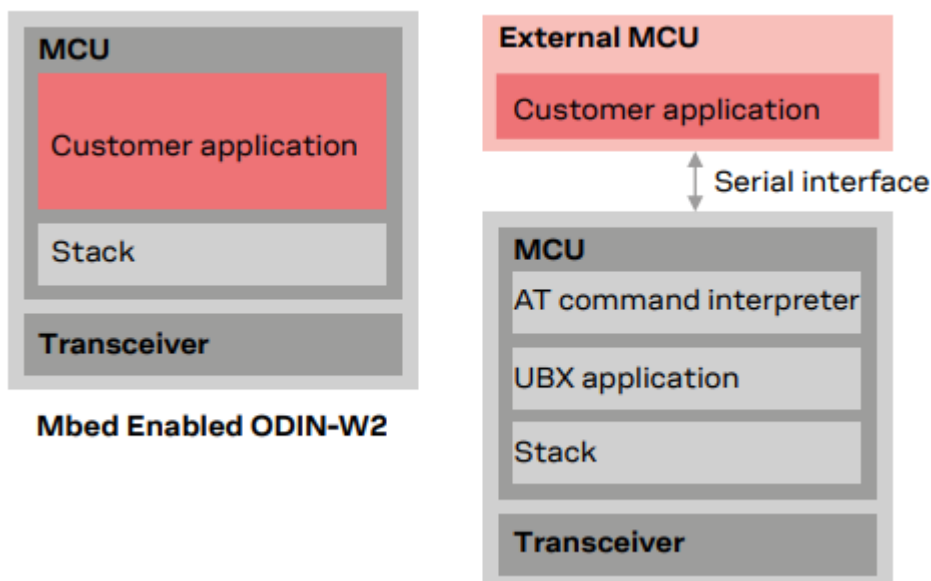 MCU
Customer application
Stack
Transceiver
Mbed Enabled ODIN-W2
External MCU
Customer application
Serial interface
MCU
AT command interpreter
UBX application
Stack
Transceiver